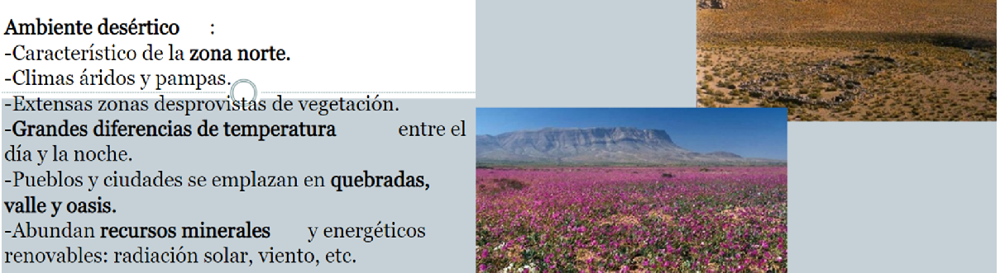 Ambiente desértico :
-Característico de la zona norte.
-Climas áridos y pampas.
-Extensas zonas desprovistas de vegetación.
-Grandes diferencias de temperatura entre el
día y la noche.
-Pueblos y ciudades se emplazan en quebradas,
valle y oasis.
-Abundan recursos minerales y energéticos
renovables: radiación solar, viento, etc.